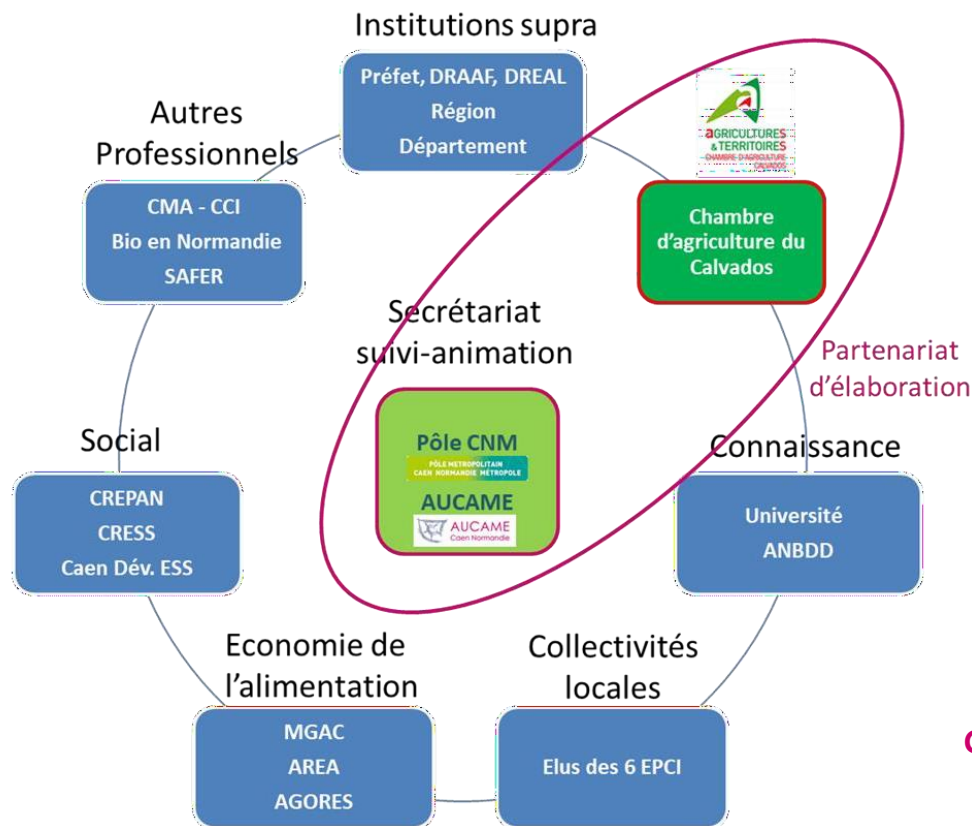 Institutions supra
Préfet, DRAAF, DREAL
Région
Département
aGRICULTURES
& TERRITOIRES
CHAMBRE D'AGRICULTURE
CALVADOS
Autres
Professionnels
CMA - CCI
Bio en Normandie
SAFER
Chambre
d'agriculture du
Calvados
Secrétariat
suivi-animation
Pôle CNM
PÔLE METROPOLITAIN
CAEN NORMANDIE MÉTROPOLE
AUCAME
AUCAME
Caen Normandie
Partenariat
d'élaboration
Social
CREPAN
CRESS
Caen Dév. ESS
Connaissance
Université
ANBDD
Economie de
l'alimentation
MGAC
AREA
AGORES
Collectivités
locales
Elus des 6 EPCI